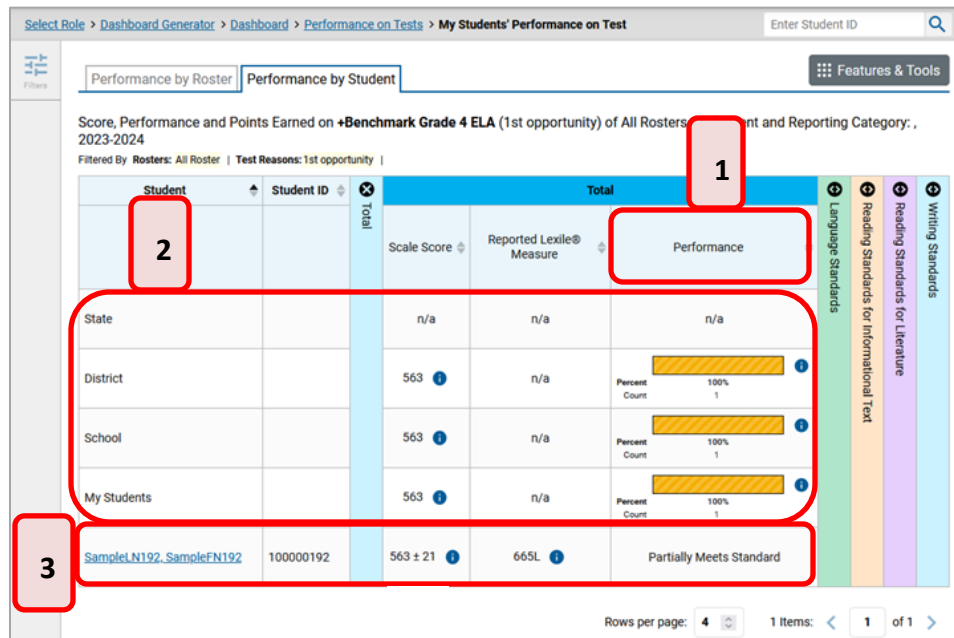 Select Role > Dashboard Generator > Dashboard > Performance on Tests > My Students' Performance on Test
Enter Student ID
Filters
Performance by Roster
Performance by Student
Features & Tools
Score, Performance and Points Earned on +Benchmark Grade 4 ELA (1st opportunity) of All Rosters ent and Reporting Category: ,
2023-2024
Filtered By Rosters: All Roster | Test Reasons: 1st opportunity |
1
Student
Student ID
Total
Total
2
Scale Score
Reported Lexile®
Measure
Performance
Language Standards
Reading Standards for Informational Text
Reading Standards for Literature
Writing Standards
State n/a n/a n/a
District 563 n/a
Percent 100%
Count 1
School 563 n/a
Percent 100%
Count 1
My Students 563 n/a
Percent 100%
Count 1
3
SampleLN192, SampleFN192 100000192 563 ± 21 665L Partially Meets Standard
Rows per page: 4 1 Items: < 1 of 1 >